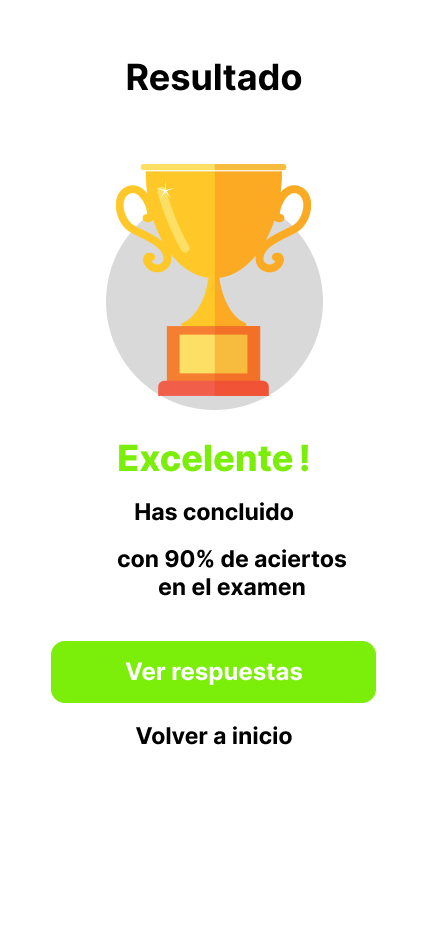 Resultado
Excelente !
Has concluido
con 90% de aciertos
en el examen
Ver respuestas
Volver a inicio